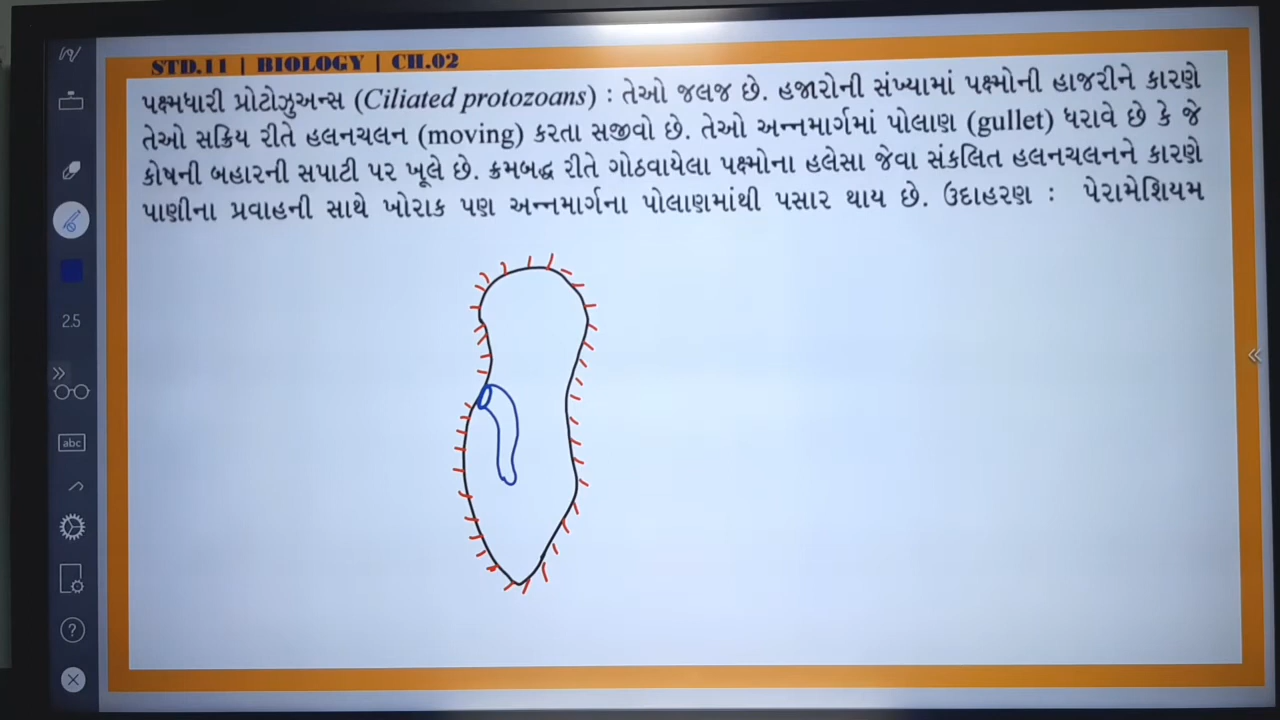 STD.11 | BIOLOGY | CH.02
પક્ષ્મધારી પ્રોટોઝુઅન્સ (Ciliated protozoans) : તેઓ જલજ છે. હજારોની સંખ્યામાં પક્ષ્મોની હાજરીને કારણે
તેઓ સક્રિય રીતે હલનચલન (moving) કરતા સજીવો છે. તેઓ અન્નમાર્ગમાં પોલાણ (gullet) ધરાવે છે કે જે
કોષની બહારની સપાટી પર ખૂલે છે. ક્રમબદ્ધ રીતે ગોઠવાયેલા પક્ષ્મોના હલેસા જેવા સંકલિત હલનચલનને કારણે
પાણીના પ્રવાહની સાથે ખોરાક પણ અન્નમાર્ગના પોલાણમાંથી પસાર થાય છે. ઉદાહરણ : પેરામેશિયમ
2.5
abc
?